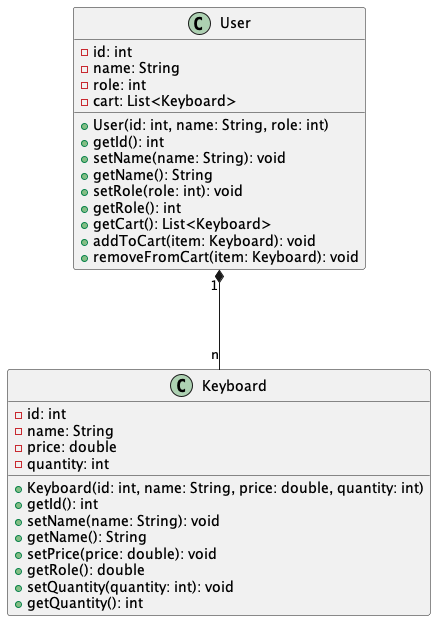 C User
id: int
name: String
role: int
cart: List<Keyboard>
User(id: int, name: String, role: int)
getId(): int
setName(name: String): void
getName(): String
setRole(role: int): void
getRole(): int
getCart(): List<Keyboard>
addToCart(item: Keyboard): void
removeFromCart(item: Keyboard): void
1
n
C Keyboard
id: int
name: String
price: double
quantity: int
Keyboard(id: int, name: String, price: double, quantity: int)
getId(): int
setName(name: String): void
getName(): String
setPrice(price: double): void
getRole(): double
setQuantity(quantity: int): void
getQuantity(): int